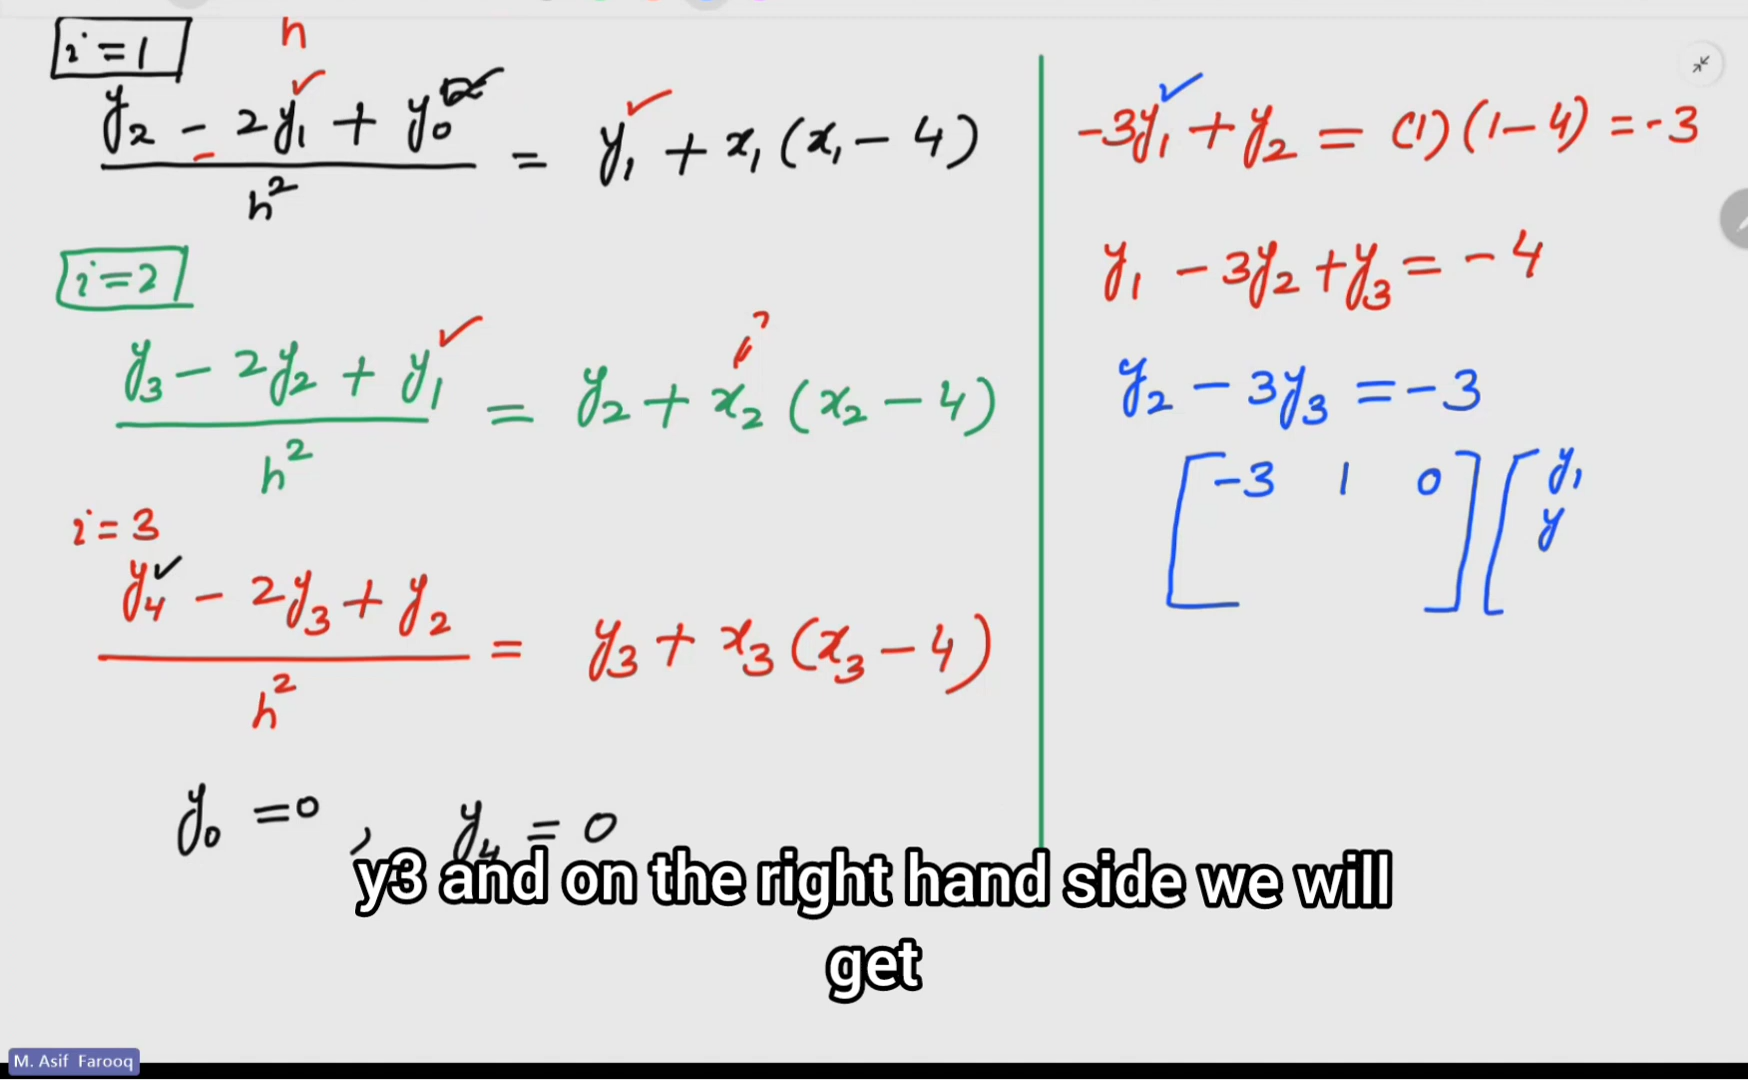 i=1
h
y₂ - 2y₁ + y₀ / h² = y₁ + x₁(x₁ - 4)
i=2
y₃ - 2y₂ + y₁ / h² = y₂ + x₂(x₂ - 4)
i=3
y₄ - 2y₃ + y₂ / h² = y₃ + x₃(x₃ - 4)
y₀ = 0, y₄ = 0
-3y₁ + y₂ = (1)(1-4) = -3
y₁ - 3y₂ + y₃ = -4
y₂ - 3y₃ = -3
[-3 1 0] [y₁
y
y3 and on the right hand side we will
get
M. Asif Farooq